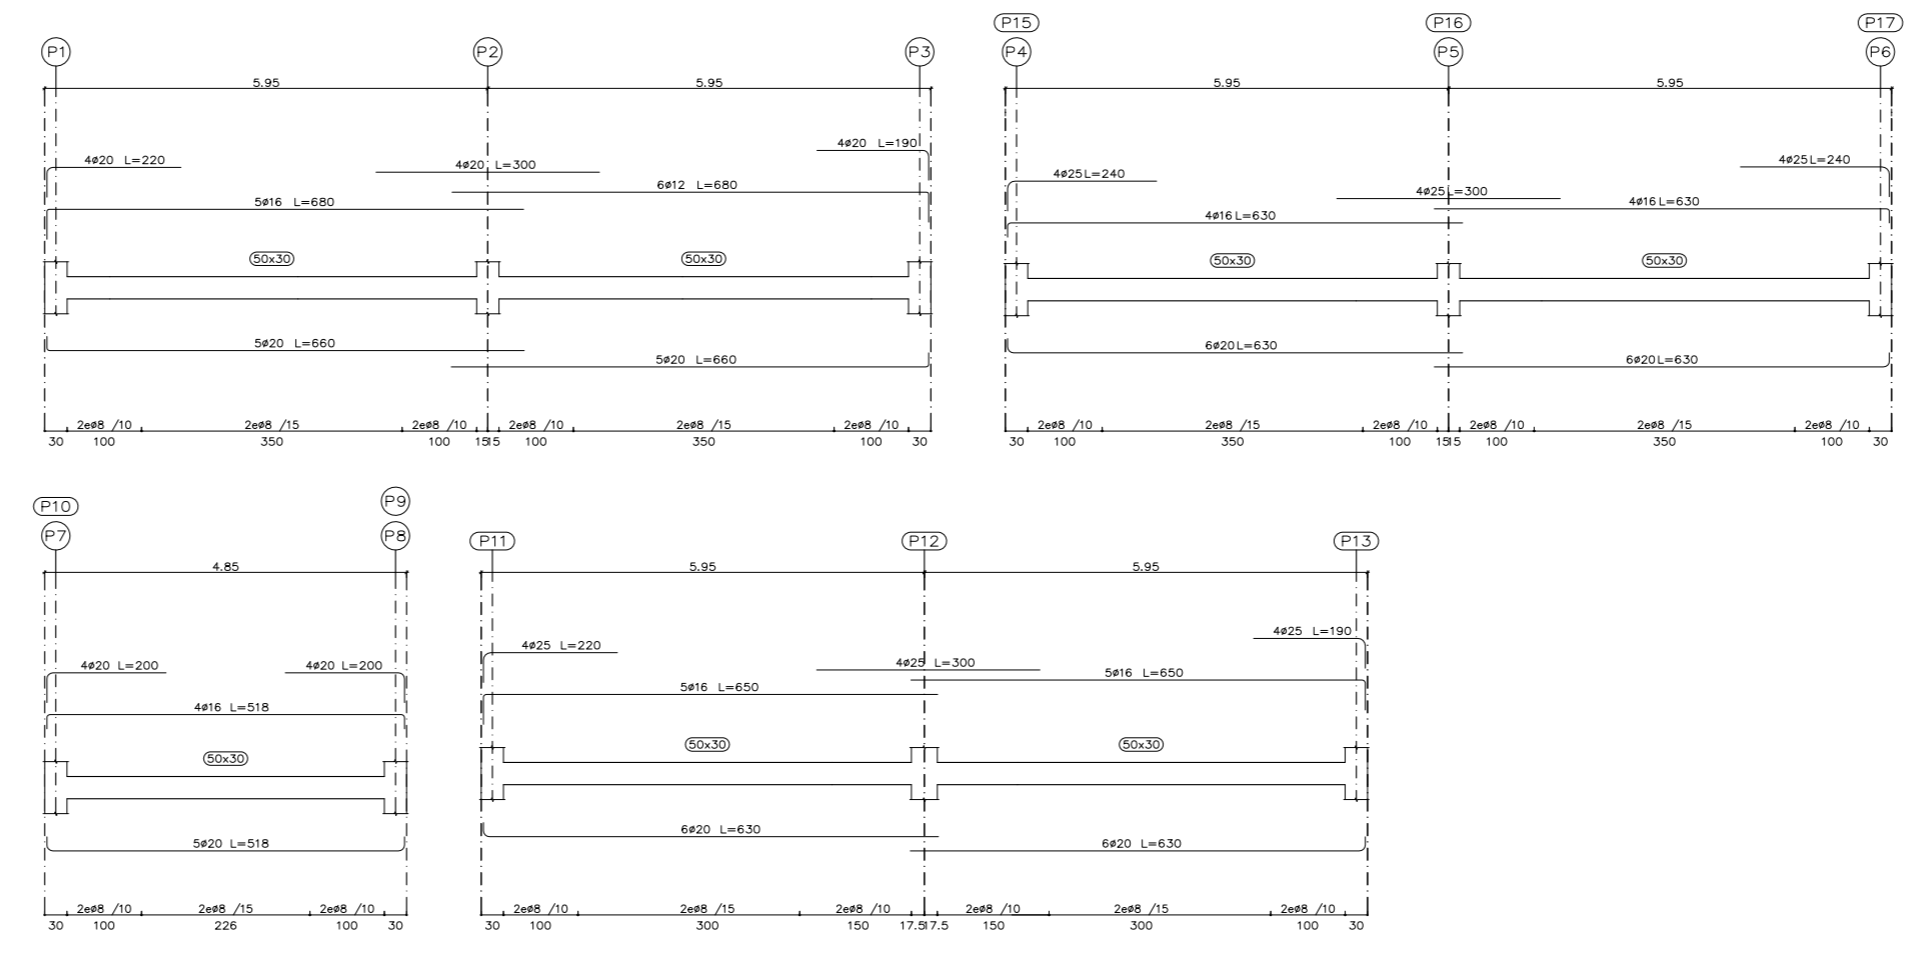 P1 P2 P3
5.95 5.95
4ø20 L=190
4ø20 L=220 4ø20 L=300
6ø12 L=680
5ø16 L=680
50x30 50x30
5ø20 L=660
5ø20 L=660
2eø8 /10 2eø8 /15 2eø8 /10 2eø8 /10 2eø8 /15 2eø8 /10
30 100 350 100 15 15 100 350 100 30
P15 P16 P17
P4 P5 P6
5.95 5.95
4ø25 L=240
4ø25 L=240
4ø25 L=300
4ø16 L=630
4ø16 L=630
50x30 50x30
6ø20 L=630
6ø20 L=630
2eø8 /10 2eø8 /15 2eø8 /10 2eø8 /10 2eø8 /15 2eø8 /10
30 100 350 100 15 15 100 350 100 30
P10 P9
P7 P8
4.85
4ø20 L=200 4ø20 L=200
4ø16 L=518
50x30
5ø20 L=518
2eø8 /10 2eø8 /15 2eø8 /10
30 100 226 100 30
P11 P12 P13
5.95 5.95
4ø25 L=190
4ø25 L=220
4ø25 L=300
5ø16 L=650
5ø16 L=650
50x30 50x30
6ø20 L=630
6ø20 L=630
2eø8 /10 2eø8 /15 2eø8 /10 2eø8 /10 2eø8 /15 2eø8 /10
30 100 300 150 17.5 17.5 150 300 100 30